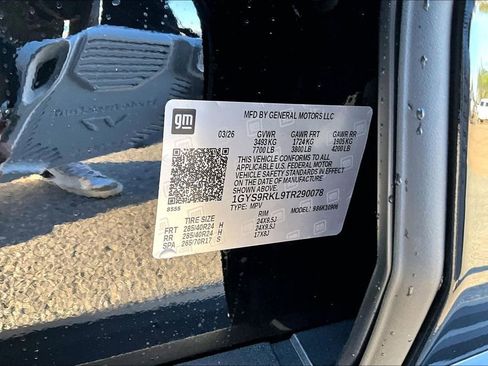 gm
MFD BY GENERAL MOTORS LLC
03/26 GVWR GAWR FRT GAWR RR
3493 KG 1724 KG 1905 KG
7700 LB 3800 LB 4200 LB
THIS VEHICLE CONFORMS TO ALL
APPLICABLE U.S. FEDERAL MOTOR
VEHICLE SAFETY STANDARDS IN
EFFECT ON THE DATE OF MANUFACTURE
SHOWN ABOVE.
1GYS9RKL9TR290078
TYPE: MPV MODEL:
TIRE SIZE RIM
FRT 285/40R24 H 24X9.5J
RR 285/40R24 H 24X9.5J
SPA 265/70R17 S 17X8J